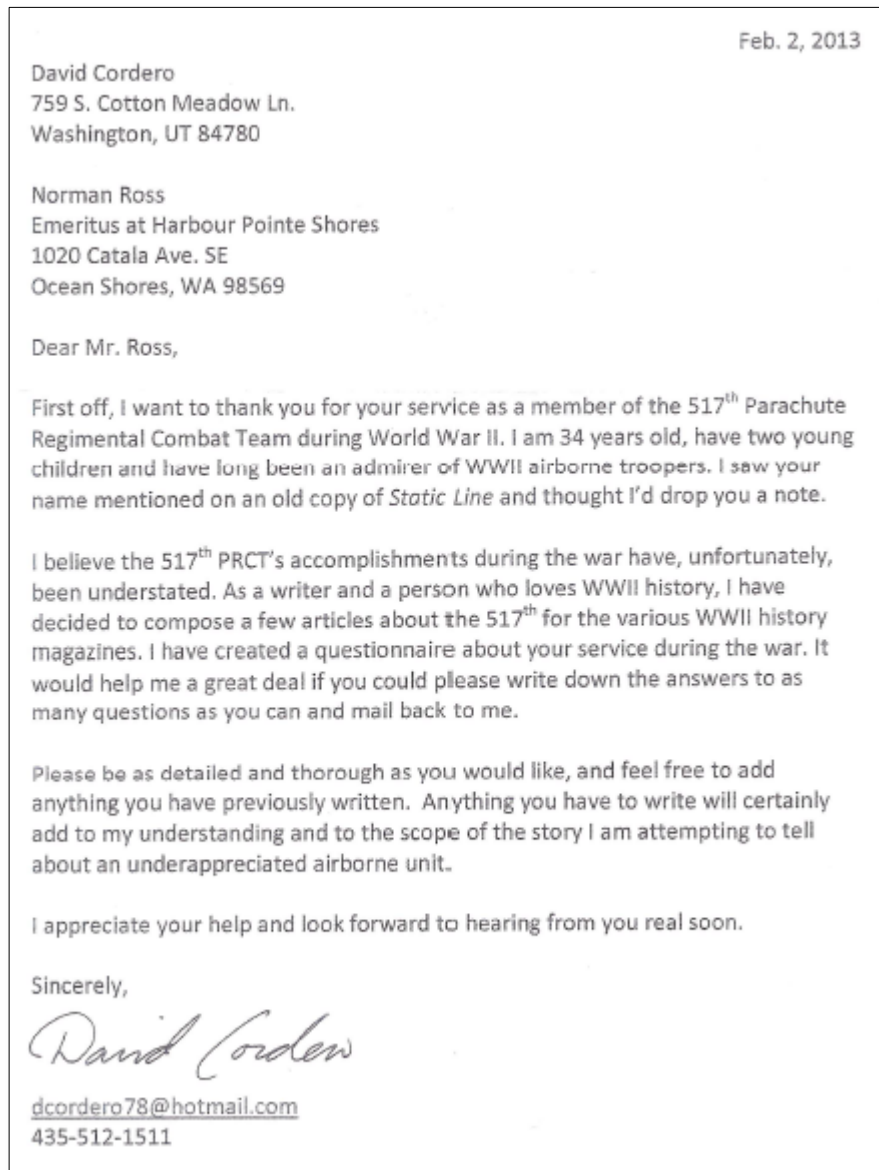 Feb. 2, 2013
David Cordero
759 S. Cotton Meadow Ln.
Washington, UT 84780
Norman Ross
Emeritus at Harbour Pointe Shores
1020 Catala Ave. SE
Ocean Shores, WA 98569
Dear Mr. Ross,
First off, I want to thank you for your service as a member of the 517th Parachute
Regimental Combat Team during World War II. I am 34 years old, have two young
children and have long been an admirer of WWII airborne troopers. I saw your
name mentioned on an old copy of Static Line and thought I'd drop you a note.
I believe the 517th PRCT's accomplishments during the war have, unfortunately,
been understated. As a writer and a person who loves WWII history, I have
decided to compose a few articles about the 517th for the various WWII history
magazines. I have created a questionnaire about your service during the war. It
would help me a great deal if you could please write down the answers to as
many questions as you can and mail back to me.
Please be as detailed and thorough as you would like, and feel free to add
anything you have previously written. Anything you have to write will certainly
add to my understanding and to the scope of the story I am attempting to tell
about an underappreciated airborne unit.
I appreciate your help and look forward to hearing from you real soon.
Sincerely,
David Cordero
dcordero78@hotmail.com
435-512-1511